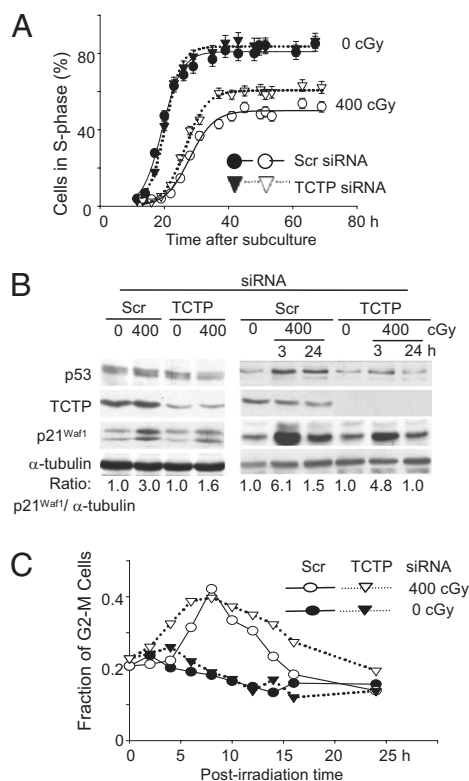 A
80
40
0
0 20 40 60 80 h
Cells in S-phase (%)
Time after subculture
0 cGy
400 cGy
Scr siRNA
TCTP siRNA
B
siRNA
Scr TCTP Scr TCTP
0 400 0 400 0 400 0 400 cGy
3 24 3 24 h
p53
TCTP
p21Waf1
α-tubulin
Ratio: 1.0 3.0 1.0 1.6 1.0 6.1 1.5 1.0 4.8 1.0
p21Waf1/ α-tubulin
C
Scr TCTP siRNA
400 cGy
0 cGy
0.4
0.2
0.0
0 5 10 15 20 25 h
Fraction of G2-M Cells
Post-irradiation time